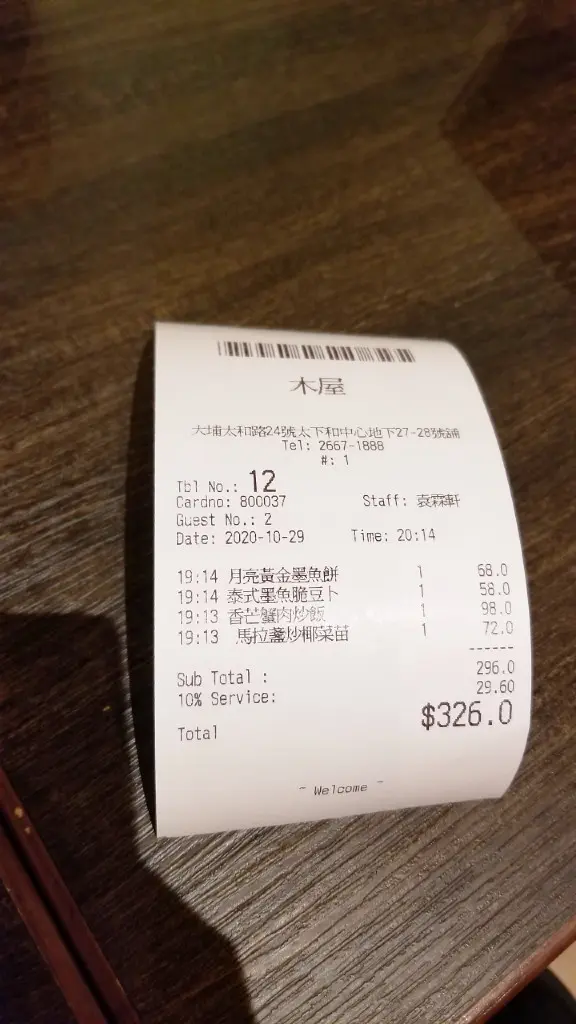 木屋
大埔太和路24號太下和中心地下27-28號舖
Tel: 2667-1888
#: 1
Tbl No.: 12
Cardno: 800037 Staff: 袁霖軒
Guest No.: 2
Date: 2020-10-29 Time: 20:14
19:14 月亮黃金墨魚餅 1 68.0
19:14 泰式墨魚脆豆卜 1 58.0
19:13 香芒蟹肉炒飯 1 98.0
19:13 馬拉盞炒椰菜苗 1 72.0
------
Sub Total : 296.0
10% Service: 29.60
Total $326.0
~ Welcome ~